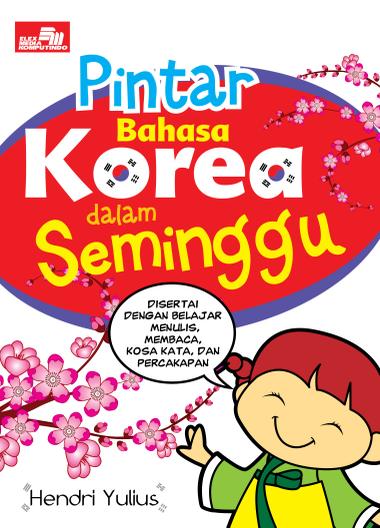 ELEX
MEDIA
KOMPUTINDO
Pintar
Bahasa
Korea
dalam
Seminggu
DISERTAI
DENGAN BELAJAR
MENULIS,
MEMBACA,
KOSA KATA, DAN
PERCAKAPAN
Hendri Yulius